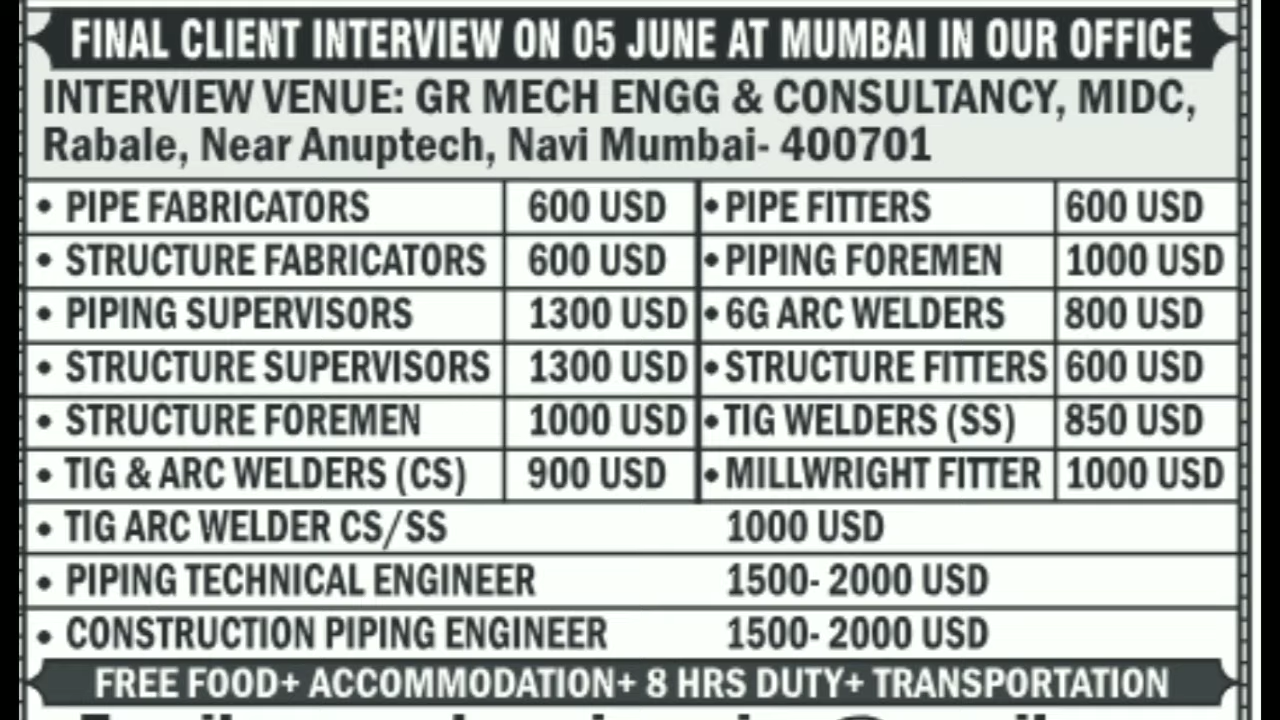 FINAL CLIENT INTERVIEW ON 05 JUNE AT MUMBAI IN OUR OFFICE
INTERVIEW VENUE: GR MECH ENGG & CONSULTANCY, MIDC,
Rabale, Near Anuptech, Navi Mumbai- 400701
• PIPE FABRICATORS 600 USD • PIPE FITTERS 600 USD
• STRUCTURE FABRICATORS 600 USD • PIPING FOREMEN 1000 USD
• PIPING SUPERVISORS 1300 USD • 6G ARC WELDERS 800 USD
• STRUCTURE SUPERVISORS 1300 USD • STRUCTURE FITTERS 600 USD
• STRUCTURE FOREMEN 1000 USD • TIG WELDERS (SS) 850 USD
• TIG & ARC WELDERS (CS) 900 USD • MILLWRIGHT FITTER 1000 USD
• TIG ARC WELDER CS/SS 1000 USD
• PIPING TECHNICAL ENGINEER 1500- 2000 USD
• CONSTRUCTION PIPING ENGINEER 1500- 2000 USD
FREE FOOD+ ACCOMMODATION+ 8 HRS DUTY+ TRANSPORTATION